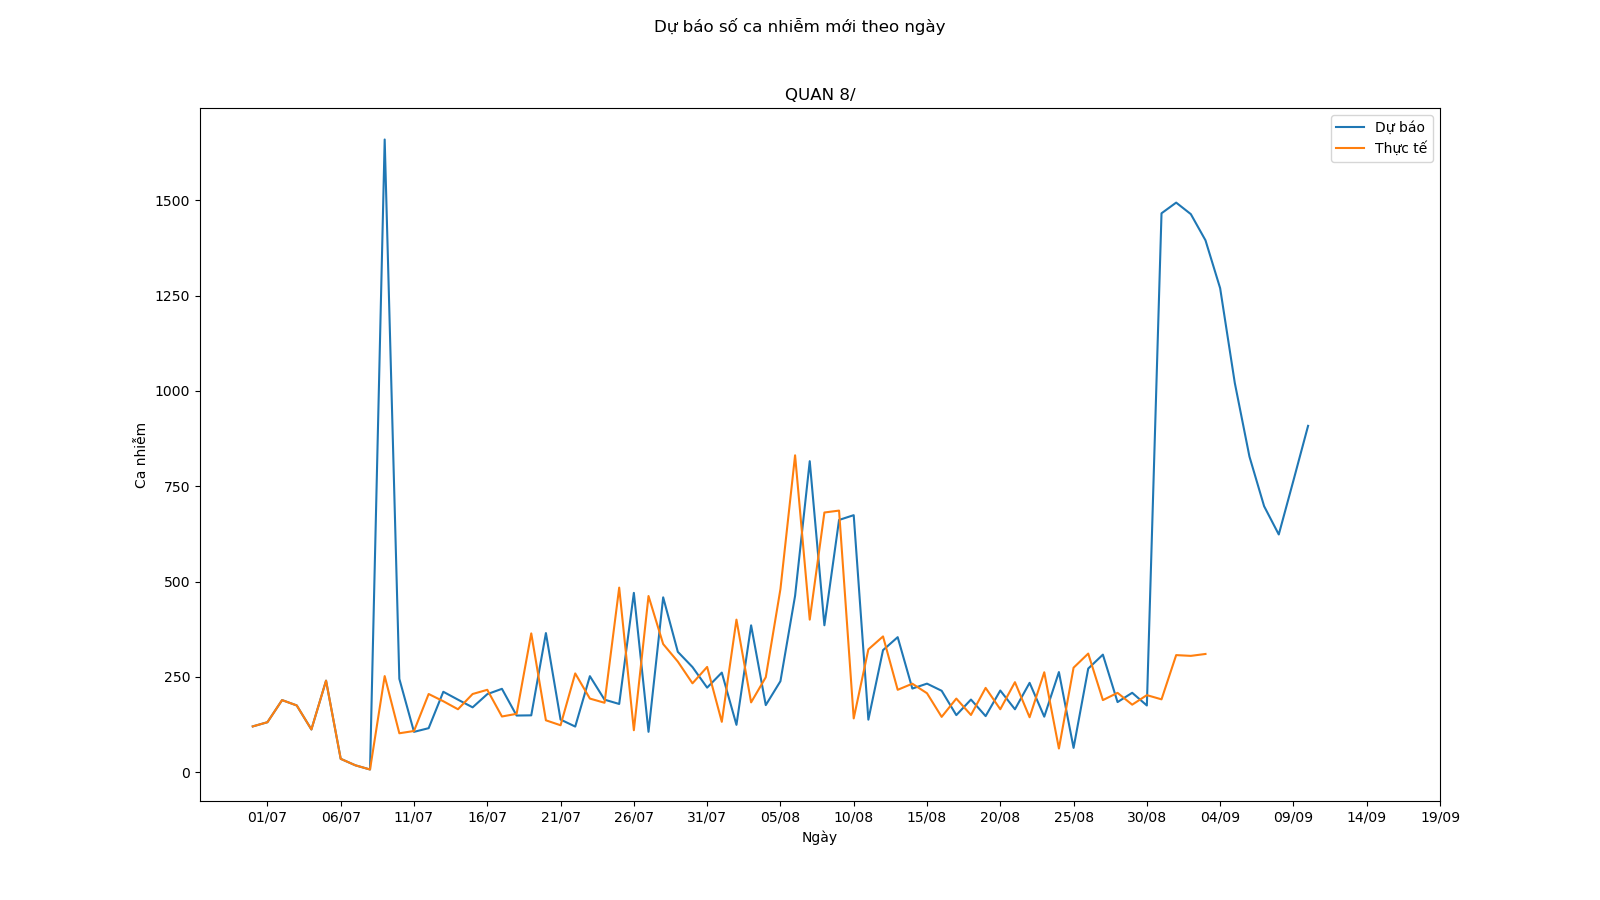 Dự báo số ca nhiễm mới theo ngày
QUAN 8/
Dự báo
Thực tế
1500
1250
1000
750
500
250
0
Ca nhiễm
01/07 06/07 11/07 16/07 21/07 26/07 31/07 05/08 10/08 15/08 20/08 25/08 30/08 04/09 09/09 14/09 19/09
Ngày